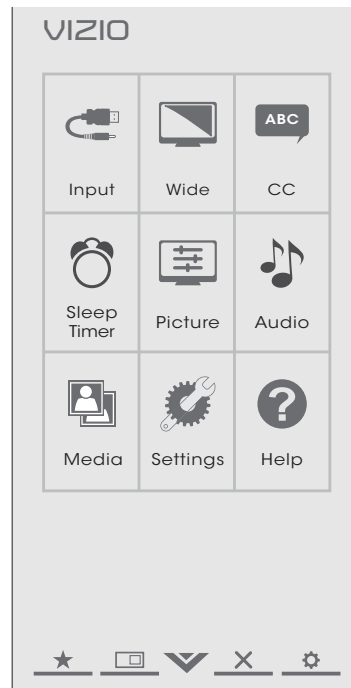 VIZIO
ABC
Input Wide CC
Sleep
Timer Picture Audio
?
Media Settings Help